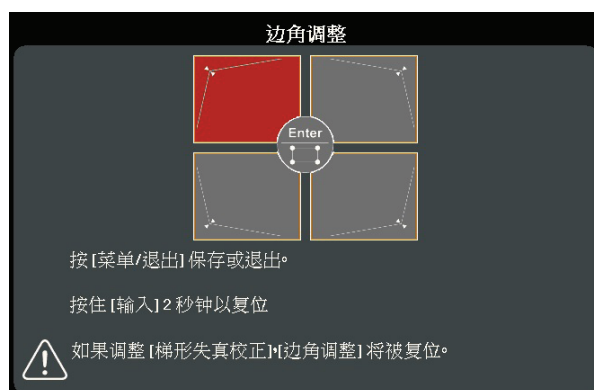 边角调整
Enter
按 [菜单/退出] 保存或退出。
按住 [输入] 2 秒钟以复位
如果调整 [梯形失真校正],[边角调整] 将被复位。